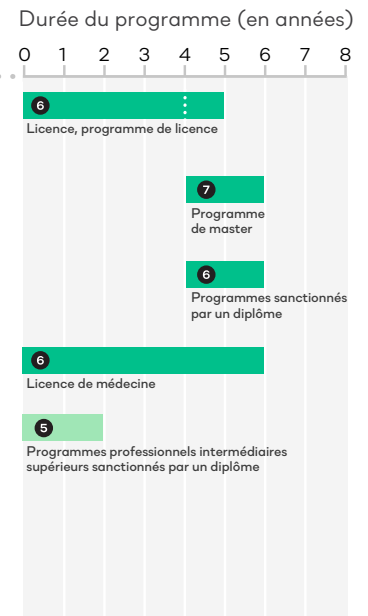 Durée du programme (en années)
0 1 2 3 4 5 6 7 8
6
Licence, programme de licence
7
Programme
de master
6
Programmes sanctionnés
par un diplôme
6
Licence de médecine
5
Programmes professionnels intermédiaires
supérieurs sanctionnés par un diplôme